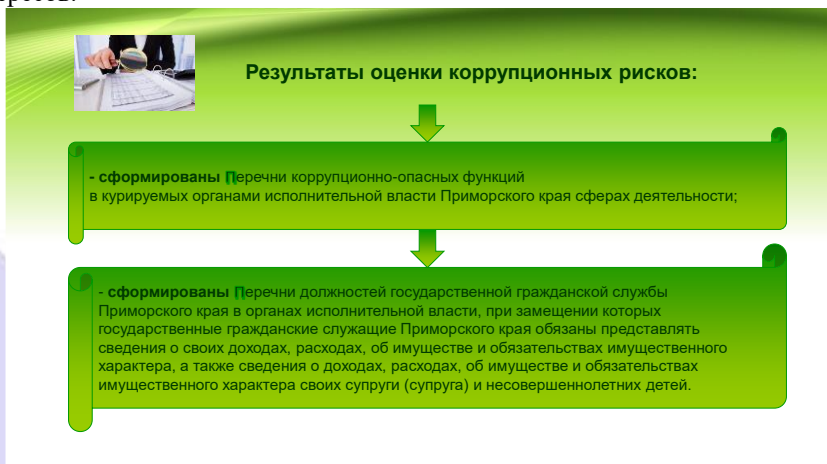 Результаты оценки коррупционных рисков:
- сформированы Перечни коррупционно-опасных функций
в курируемых органами исполнительной власти Приморского края сферах деятельности;
- сформированы Перечни должностей государственной гражданской службы
Приморского края в органах исполнительной власти, при замещении которых
государственные гражданские служащие Приморского края обязаны представлять
сведения о своих доходах, расходах, об имуществе и обязательствах имущественного
характера, а также сведения о доходах, расходах, об имуществе и обязательствах
имущественного характера своих супруги (супруга) и несовершеннолетних детей.